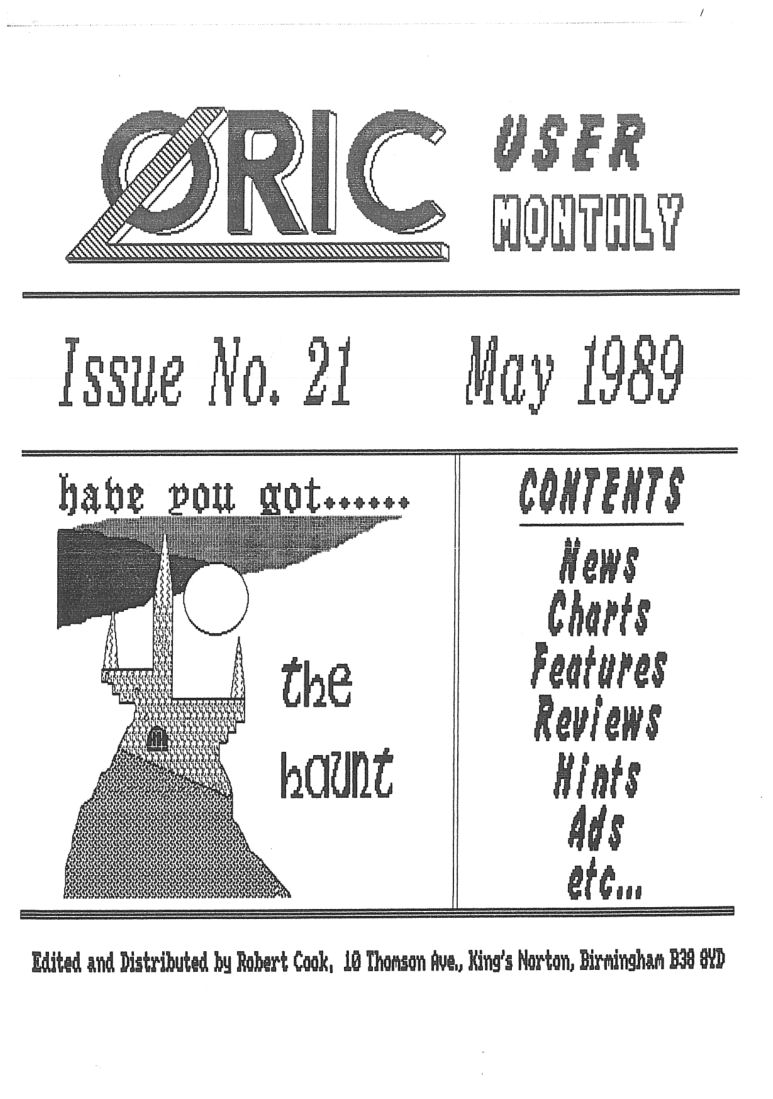 ORIC USER
MONTHLY
Issue No. 21 May 1989
have you got......
the
haunt
CONTENTS
News
Charts
Features
Reviews
Hints
Ads
etc...
Edited and Distributed by Robert Cook, 10 Thomson Ave., King's Norton, Birmingham B38 8YD